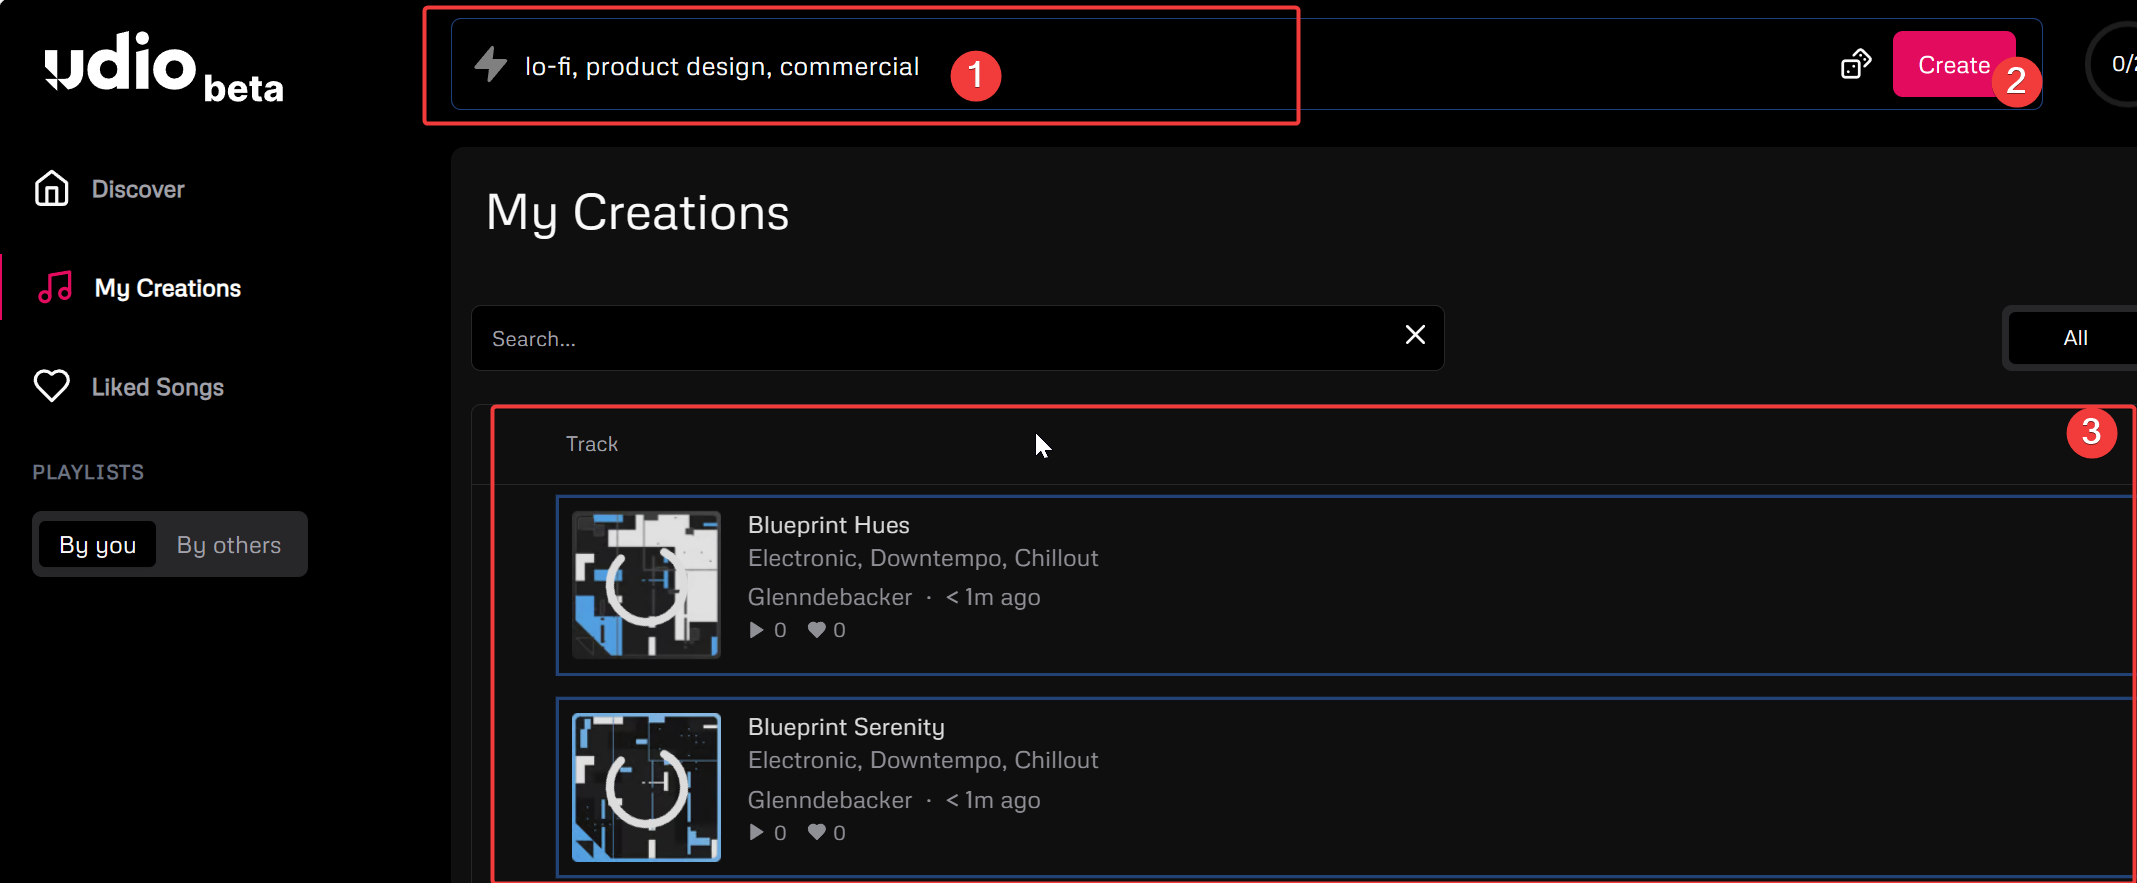 udio beta
lo-fi, product design, commercial
1
Create
2
0/2
Discover
My Creations
Liked Songs
PLAYLISTS
By you
By others
My Creations
Search...
All
Track
3
Blueprint Hues
Electronic, Downtempo, Chillout
Glenndebacker · < 1m ago
0 0
Blueprint Serenity
Electronic, Downtempo, Chillout
Glenndebacker · < 1m ago
0 0